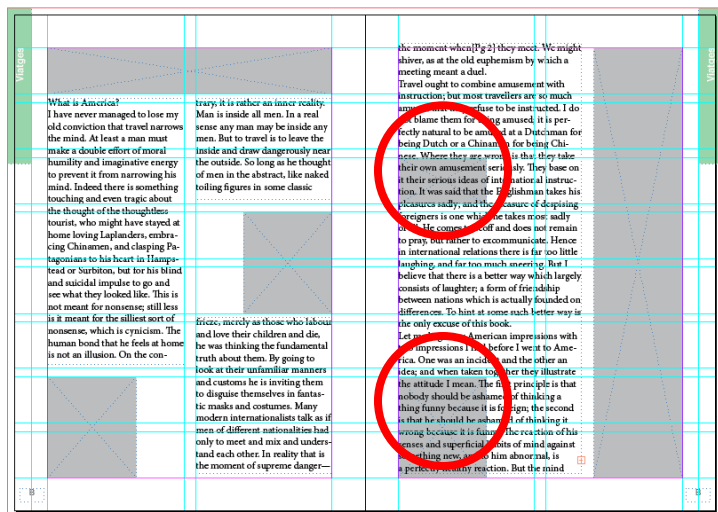 Viatges
What is America?
I have never managed to lose my
old conviction that travel narrows
the mind. At least a man must
make a double effort of moral
humility and imaginative energy
to prevent it from narrowing his
mind. Indeed there is something
touching and even tragic about
the thought of the thoughtless
tourist, who might have stayed at
home loving Laplanders, embra-
cing Chinamen, and clasping Pa-
tagonians to his heart in Hamps-
tead or Surbiton, but for his blind
and suicidal impulse to go and
see what they looked like. This is
not meant for nonsense; still less
is it meant for the silliest sort of
nonsense, which is cynicism. The
human bond that he feels at home
is not an illusion. On the con-
trary, it is rather an inner reality.
Man is inside all men. In a real
sense any man may be inside any
men. But to travel is to leave the
inside and draw dangerously near
the outside. So long as he thought
of men in the abstract, like naked
toiling figures in some classic
frieze, merely as those who labour
and love their children and die,
he was thinking the fundamental
truth about them. By going to
look at their unfamiliar manners
and customs he is inviting them
to disguise themselves in fantas-
tic masks and costumes. Many
modern internationalists talk as if
men of different nationalities had
only to meet and mix and unders-
tand each other. In reality that is
the moment of supreme danger—
B
the moment when[Pg 2] they meet. We might
shiver, as at the old euphemism by which a
meeting meant a duel.
Travel ought to combine amusement with
instruction; but most travellers are so much
amused that refuse to be instructed. I do
not blame them for being amused; it is per-
fectly natural to be amused at a Dutchman for
being Dutch or a Chinaman for being Chi-
nese. Where they are wrong is that they take
their own amusement seriously. They base on
it their serious ideas of international instruc-
tion. It was said that the Englishman takes his
pleasures sadly; and the pleasure of despising
foreigners is one which he takes most sadly
of all. He comes to scoff and does not remain
to pray, but rather to excommunicate. Hence
in international relations there is far too little
laughing, and far too much sneering. But I
believe that there is a better way which largely
consists of laughter; a form of friendship
between nations which is actually founded on
differences. To hint at some such better way is
the only excuse of this book.
Let me American impressions with
two impressions I had before I went to Ame-
rica. One was an incident and the other an
idea; and when taken together they illustrate
the attitude I mean. The first principle is that
nobody should be ashamed of thinking a
thing funny because it is foreign; the second
is that he should be ashamed of thinking it
wrong because it is funny. The reaction of his
senses and superficial habits of mind against
something new, and to him abnormal, is
a perfectly healthy reaction. But the mind
Viatges
B